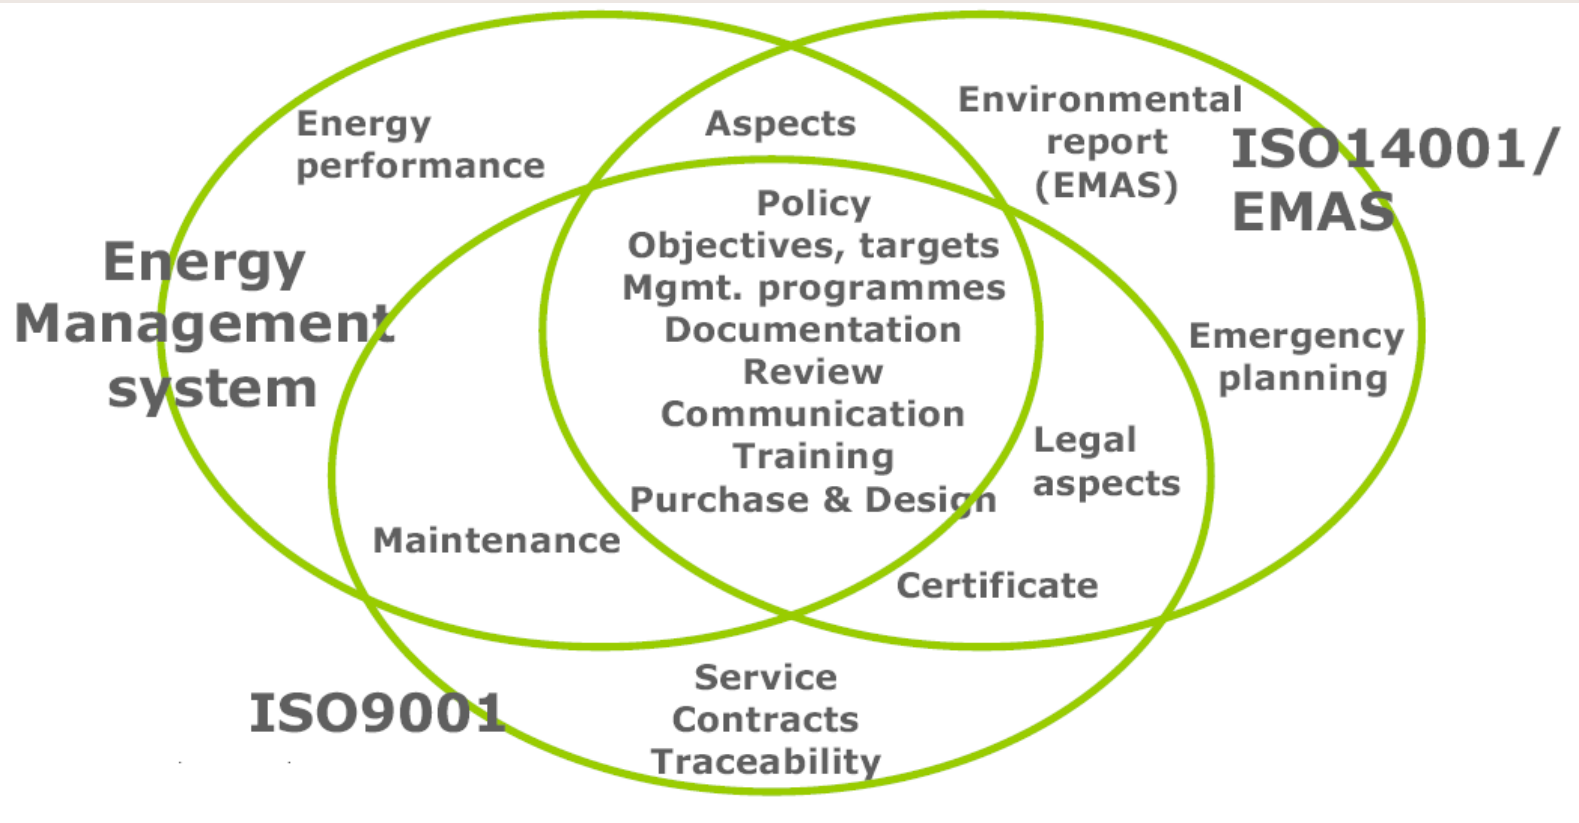 Energy
performance
Aspects
Environmental
report
(EMAS)
ISO14001/
EMAS
Policy
Objectives, targets
Mgmt. programmes
Documentation
Review
Communication
Training
Purchase & Design
Energy
Management
system
Emergency
planning
Legal
aspects
Maintenance
Certificate
ISO9001
Service
Contracts
Traceability